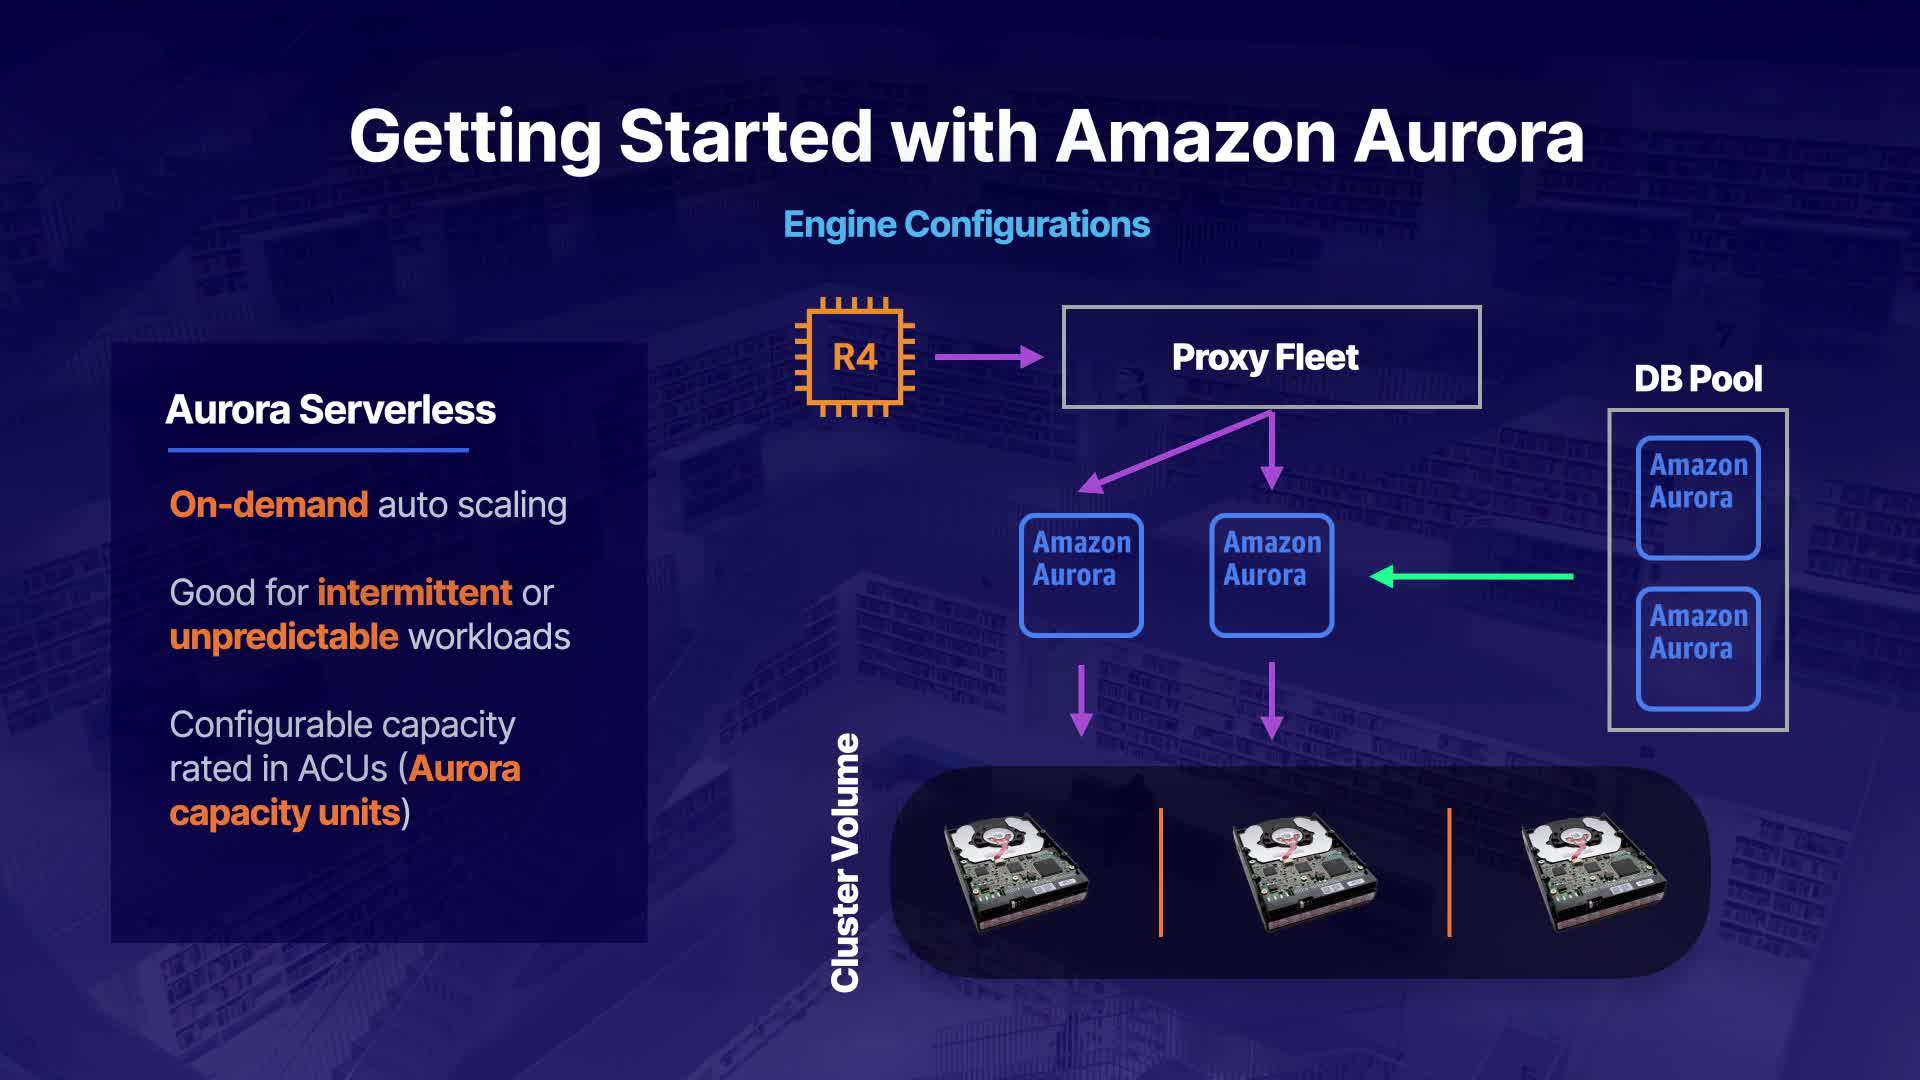 Getting Started with Amazon Aurora
Engine Configurations
Aurora Serverless
On-demand auto scaling
Good for intermittent or
unpredictable workloads
Configurable capacity
rated in ACUs (Aurora
capacity units)
R4
Proxy Fleet
DB Pool
Amazon
Aurora
Amazon
Aurora
Amazon
Aurora
Amazon
Aurora
Cluster Volume